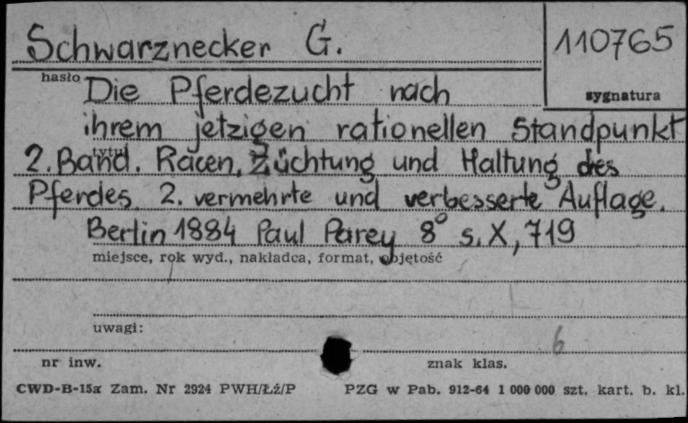 Schwarznecker G.
110765
hasło
sygnatura
Die Pferdezucht nach
ihrem jetzigen rationellen Standpunkt
tytuł
2. Band. Racen, Züchtung und Haltung des
Pferdes. 2. vermehrte und verbesserte Auflage.
Berlin 1884 Paul Parey 8° s. X, 719
miejsce, rok wyd., nakładca, format, objętość
uwagi:
6
nr inw.
znak klas.
CWD-B-15a Zam. Nr 2924 PWH/Łź/P
PZG w Pab. 912-64 1 000 000 szt. kart. b. kl.